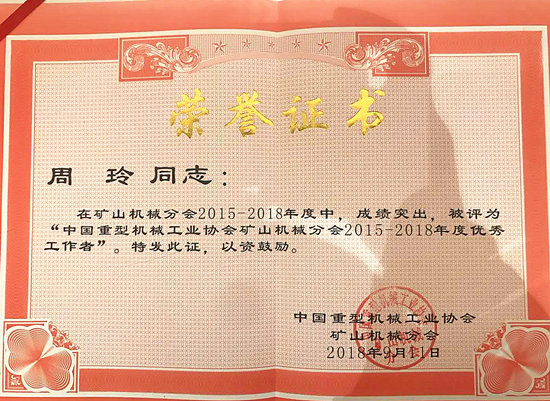 荣誉证书
周 玲 同志：
在矿山机械分会2015-2018年度中，成绩突出，被评为
“中国重型机械工业协会矿山机械分会2015-2018年度优秀
工作者”。特发此证，以资鼓励。
中国重型机械工业协会
矿山机械分会
2018年9月11日